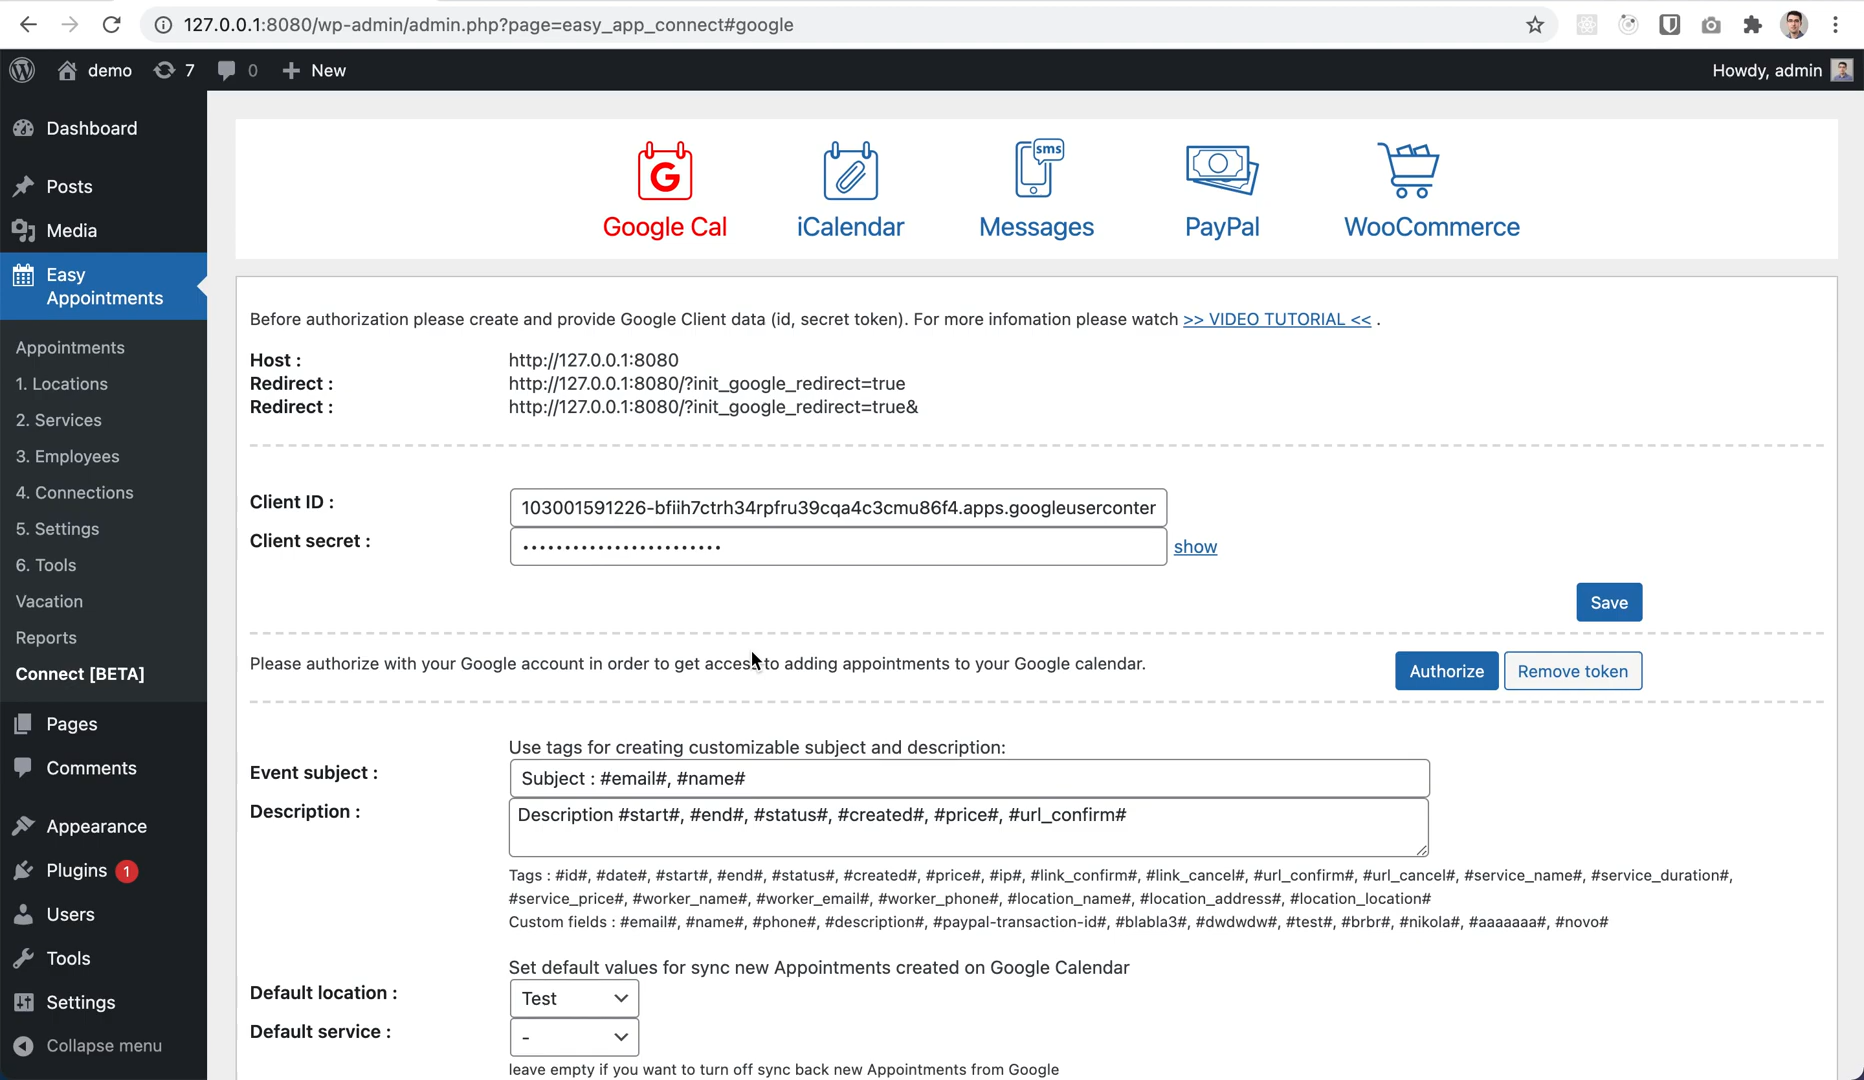 127.0.0.1:8080/wp-admin/admin.php?page=easy_app_connect#google
demo
7
0
New
Howdy, admin
Dashboard
Posts
Media
Easy
Appointments
Appointments
1. Locations
2. Services
3. Employees
4. Connections
5. Settings
6. Tools
Vacation
Reports
Connect [BETA]
Pages
Comments
Appearance
Plugins 1
Users
Tools
Settings
Collapse menu
G
Google Cal
iCalendar
sms
Messages
PayPal
WooCommerce
Before authorization please create and provide Google Client data (id, secret token). For more infomation please watch >> VIDEO TUTORIAL << .
Host : http://127.0.0.1:8080
Redirect : http://127.0.0.1:8080/?init_google_redirect=true
Redirect : http://127.0.0.1:8080/?init_google_redirect=true&
Client ID : 103001591226-bfiih7ctrh34rpfru39cqa4c3cmu86f4.apps.googleuserconter
Client secret : •••••••••••••••••••••••• show
Save
Please authorize with your Google account in order to get access to adding appointments to your Google calendar.
Authorize
Remove token
Use tags for creating customizable subject and description:
Event subject : Subject : #email#, #name#
Description : Description #start#, #end#, #status#, #created#, #price#, #url_confirm#
Tags : #id#, #date#, #start#, #end#, #status#, #created#, #price#, #ip#, #link_confirm#, #link_cancel#, #url_confirm#, #url_cancel#, #service_name#, #service_duration#,
#service_price#, #worker_name#, #worker_email#, #worker_phone#, #location_name#, #location_address#, #location_location#
Custom fields : #email#, #name#, #phone#, #description#, #paypal-transaction-id#, #blabla3#, #dwdwdw#, #test#, #brbr#, #nikola#, #aaaaaaa#, #novo#
Set default values for sync new Appointments created on Google Calendar
Default location : Test
Default service : -
leave empty if you want to turn off sync back new Appointments from Google